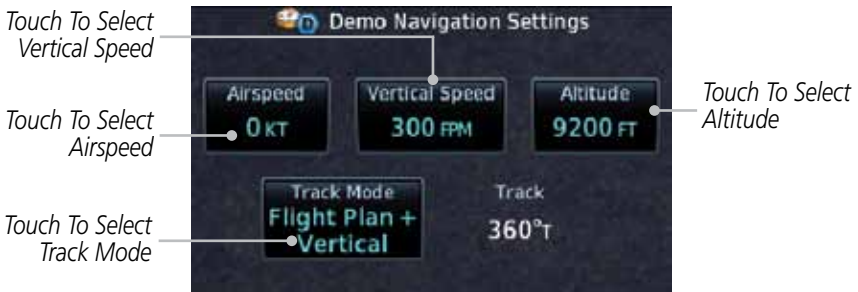 Touch To Select
Vertical Speed
Demo Navigation Settings
Airspeed
0 KT
Vertical Speed
300 FPM
Altitude
9200 FT
Touch To Select
Airspeed
Touch To Select
Altitude
Track Mode
Flight Plan +
Vertical
Track
360°T
Touch To Select
Track Mode